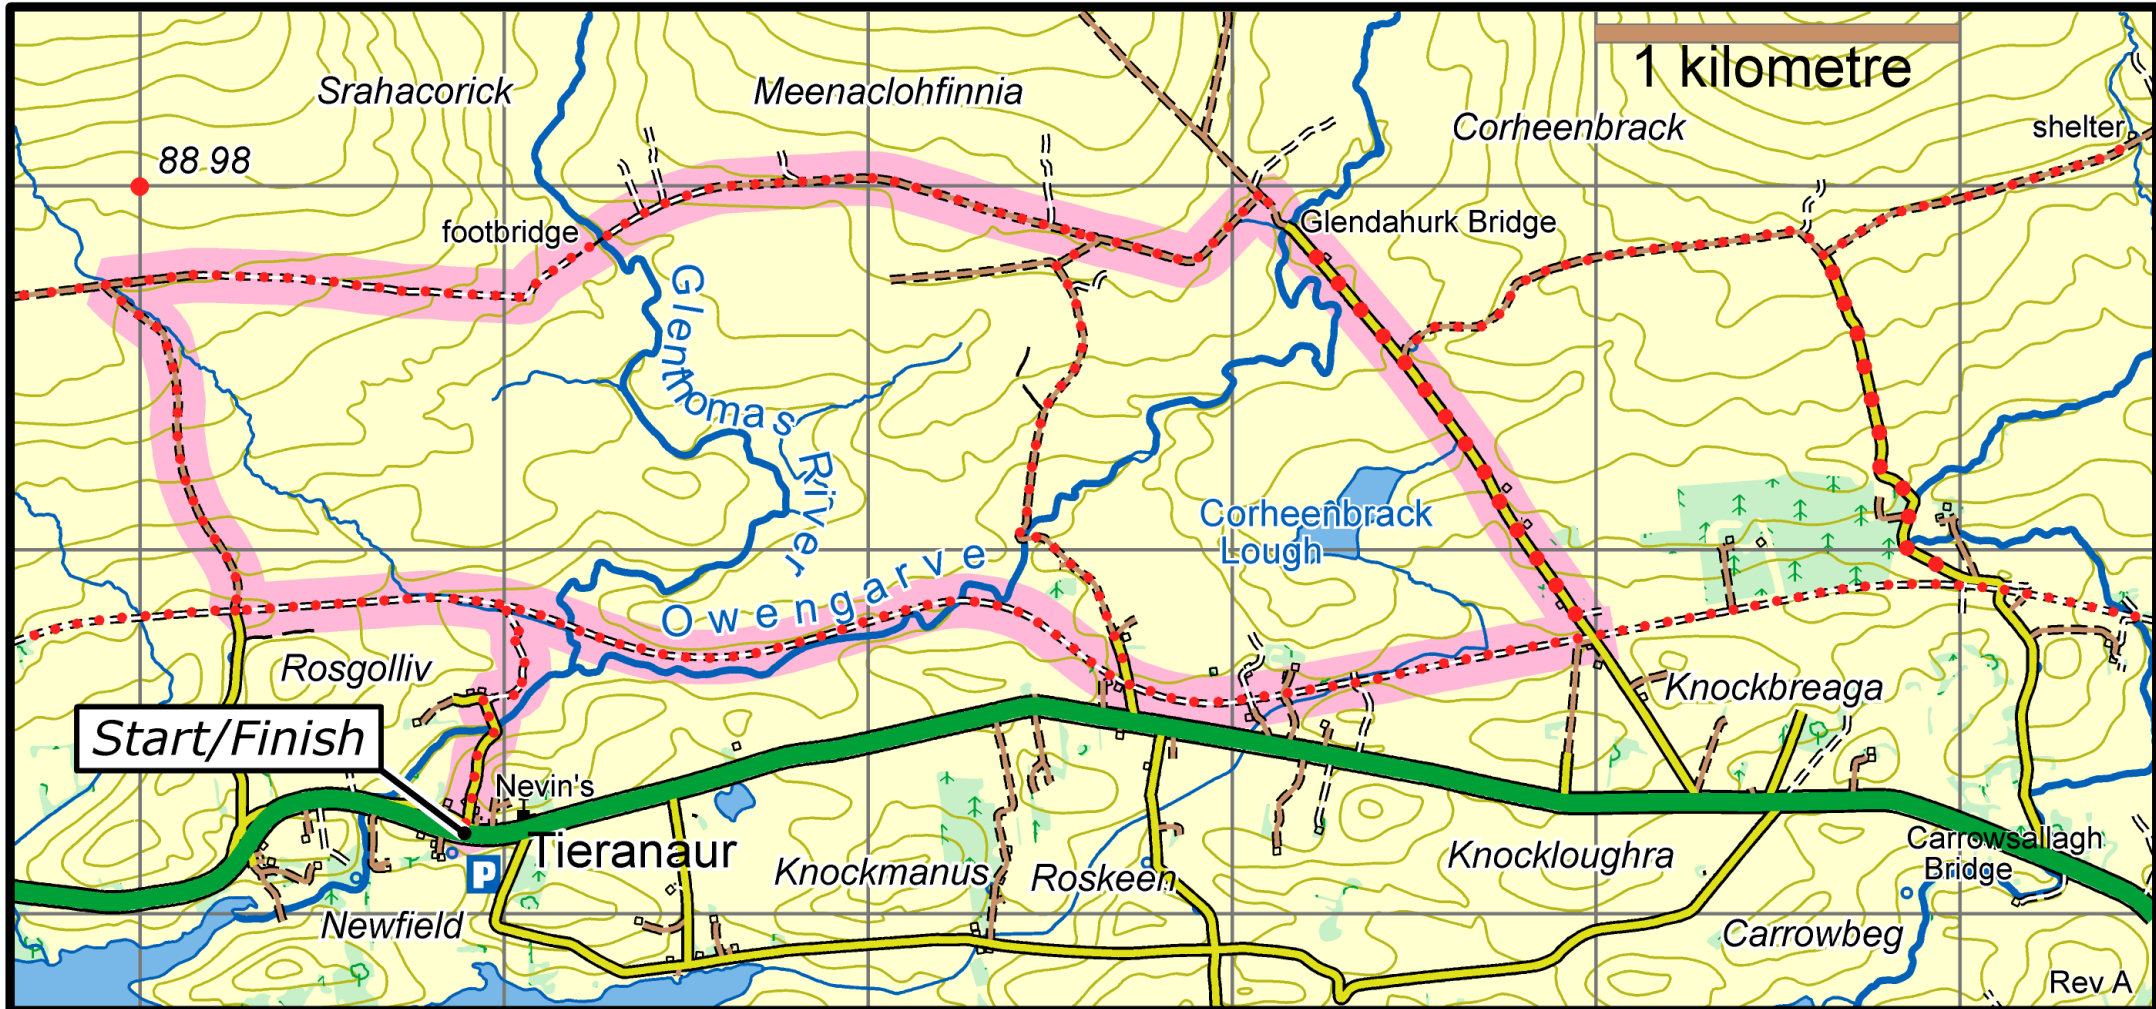 1 kilometre
Srahacorick
Meenaclohfinnia
Corheenbrack
shelter
88 98
footbridge
Glendahurk Bridge
Glenthomas River
Corheenbrack
Lough
Owengarve
Rosgolliv
Knockbreaga
Start/Finish
Nevin's
Tieranaur
P
Knockmanus
Roskeen
Knockloughra
Carrowsallagh
Bridge
Newfield
Carrowbeg
Rev A